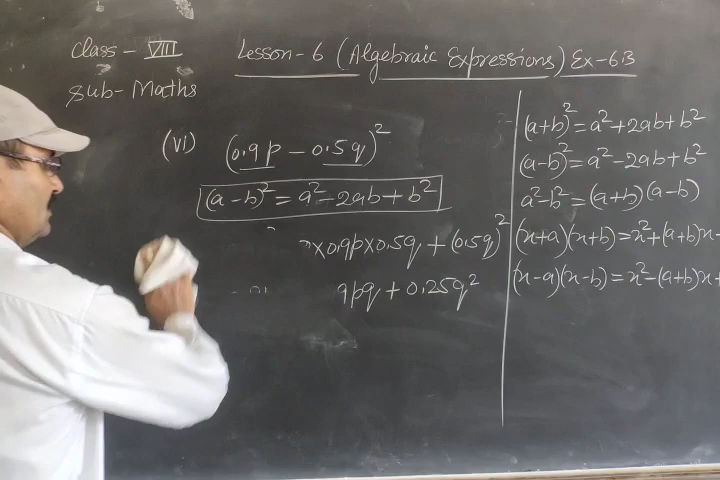 Class - VIII Lesson - 6 (Algebraic Expressions) Ex-6B
Sub- Maths
(vi) (0.9p - 0.5q)²
(a-b)² = a² - 2ab + b²
×0.9p×0.5q + (0.5q)²
9pq + 0.25q²
(a+b)² = a² + 2ab + b²
(a-b)² = a² - 2ab + b²
a² - b² = (a+b)(a-b)
(x+a)(x+b) = x² + (a+b)x
(x-a)(x-b) = x² - (a+b)x+